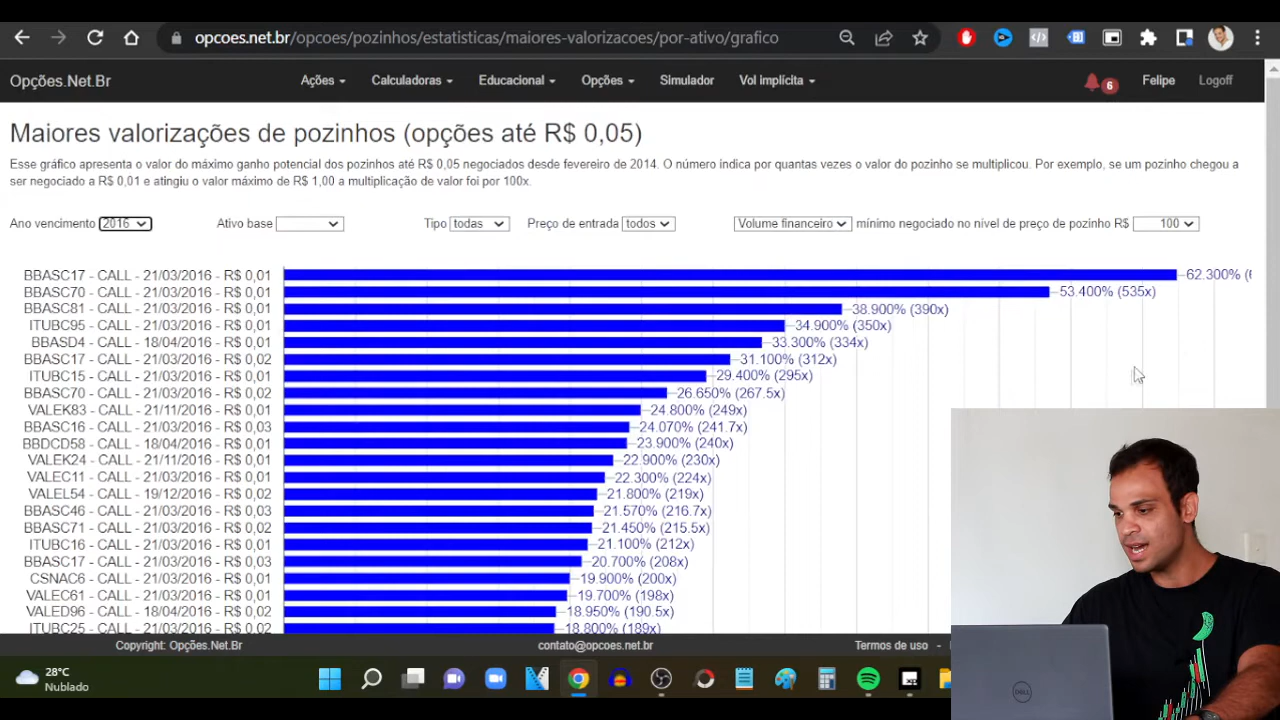 opcoes.net.br/opcoes/pozinhos/estatisticas/maiores-valorizacoes/por-ativo/grafico
Opções.Net.Br Ações Calculadoras Educacional Opções Simulador Vol implícita 6 Felipe Logoff
Maiores valorizações de pozinhos (opções até R$ 0,05)
Esse gráfico apresenta o valor do máximo ganho potencial dos pozinhos até R$ 0,05 negociados desde fevereiro de 2014. O número indica por quantas vezes o valor do pozinho se multiplicou. Por exemplo, se um pozinho chegou a
ser negociado a R$ 0,01 e atingiu o valor máximo de R$ 1,00 a multiplicação de valor foi por 100x.
Ano vencimento 2016 Ativo base Tipo todas Preço de entrada todos Volume financeiro mínimo negociado no nível de preço de pozinho R$ 100
BBASC17 - CALL - 21/03/2016 - R$ 0,01 62.300%
BBASC70 - CALL - 21/03/2016 - R$ 0,01 53.400% (535x)
BBASC81 - CALL - 21/03/2016 - R$ 0,01 38.900% (390x)
ITUBC95 - CALL - 21/03/2016 - R$ 0,01 34.900% (350x)
BBASD4 - CALL - 18/04/2016 - R$ 0,01 33.300% (334x)
BBASC17 - CALL - 21/03/2016 - R$ 0,02 31.100% (312x)
ITUBC15 - CALL - 21/03/2016 - R$ 0,01 29.400% (295x)
BBASC70 - CALL - 21/03/2016 - R$ 0,02 26.650% (267.5x)
VALEK83 - CALL - 21/11/2016 - R$ 0,01 24.800% (249x)
BBASC16 - CALL - 21/03/2016 - R$ 0,03 24.070% (241.7x)
BBDCD58 - CALL - 18/04/2016 - R$ 0,01 23.900% (240x)
VALEK24 - CALL - 21/11/2016 - R$ 0,01 22.900% (230x)
VALEC11 - CALL - 21/03/2016 - R$ 0,01 22.300% (224x)
VALEL54 - CALL - 19/12/2016 - R$ 0,02 21.800% (219x)
BBASC46 - CALL - 21/03/2016 - R$ 0,03 21.570% (216.7x)
BBASC71 - CALL - 21/03/2016 - R$ 0,02 21.450% (215.5x)
ITUBC16 - CALL - 21/03/2016 - R$ 0,01 21.100% (212x)
BBASC17 - CALL - 21/03/2016 - R$ 0,03 20.700% (208x)
CSNAC6 - CALL - 21/03/2016 - R$ 0,01 19.900% (200x)
VALEC61 - CALL - 21/03/2016 - R$ 0,01 19.700% (198x)
VALED96 - CALL - 18/04/2016 - R$ 0,02 18.950% (190.5x)
ITUBC25 - CALL - 21/03/2016 - R$ 0,02 18.800% (189x)
Copyright: Opções.Net.Br contato@opcoes.net.br Termos de uso -
28°C
Nublado
xp
DELL